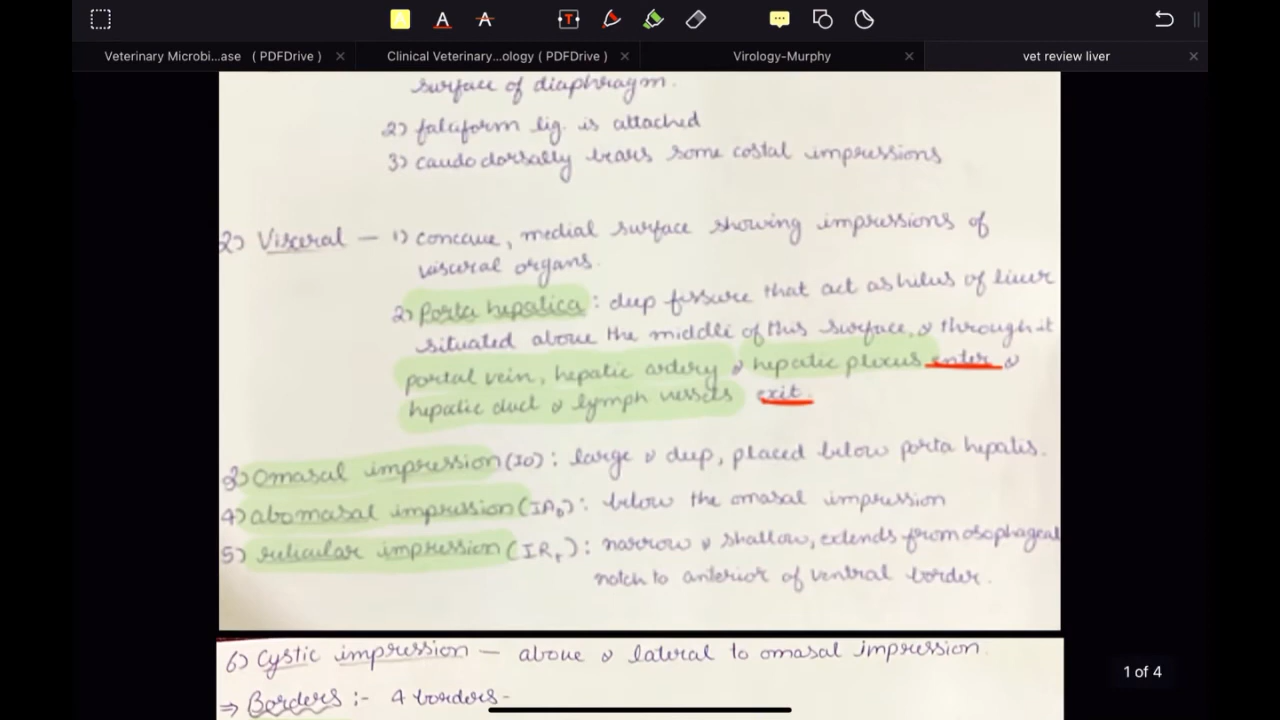 A A A T
Veterinary Microbi...ase ( PDFDrive ) × Clinical Veterinary...ology ( PDFDrive ) × Virology-Murphy × vet review liver ×
surface of diaphragm.
2) falciform lig. is attached
3) caudodorsally bears some costal impressions
2) Visceral — 1) concave, medial surface showing impressions of
visceral organs.
2) Porta hepatica : deep fissure that act as hilus of liver
situated above the middle of this surface, & through it
portal vein, hepatic artery & hepatic plexus enter &
hepatic duct & lymph vessels exit.
3) Omasal impression (IO) : large & deep, placed below porta hepatis.
4) abomasal impression (IAb) : below the omasal impression
5) reticular impression (IRt) : narrow & shallow, extends from osophageal
notch to anterior of ventral border.
6) Cystic impression — above & lateral to omasal impression.
⇒ Borders :- 4 borders-
1 of 4